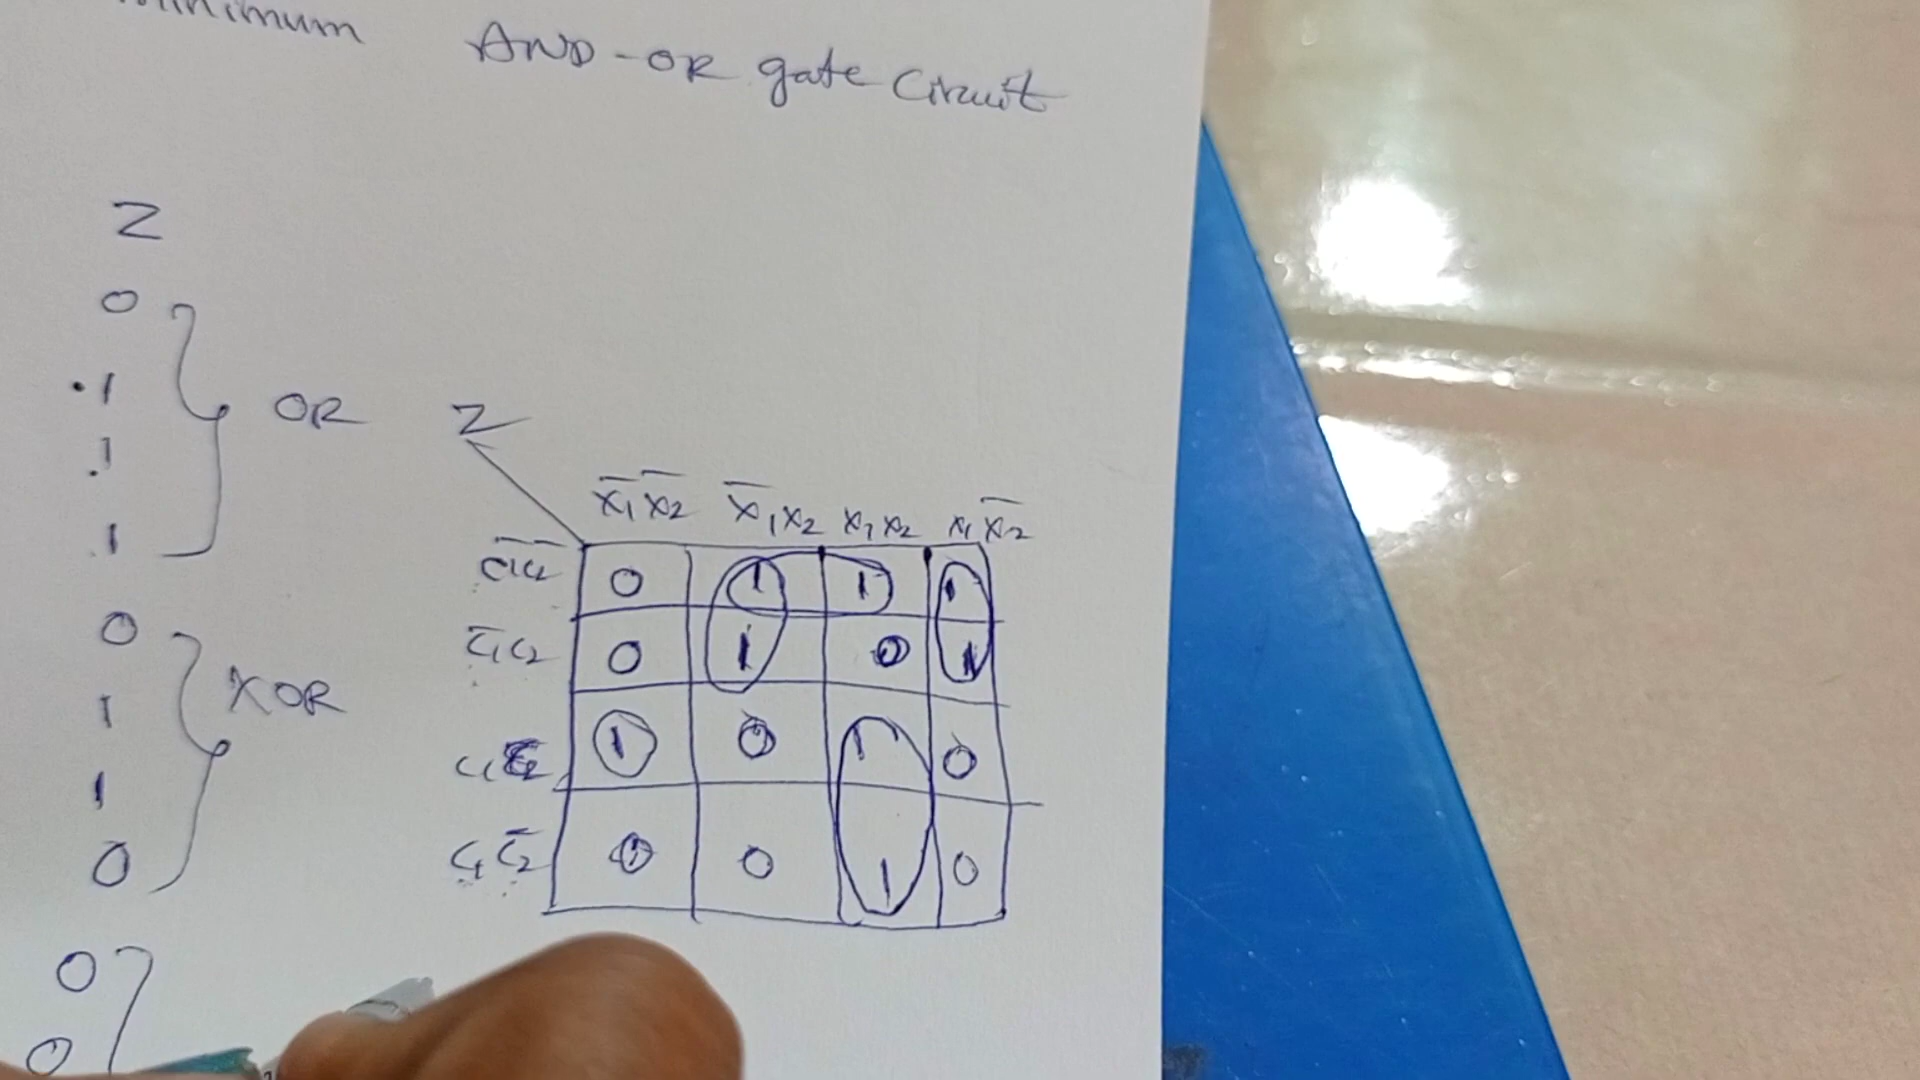 minimum AND-OR gate Circuit
Z
0
1
1
1
OR
0
1
1
0
XOR
0
0
Z
x̅₁x̅₂ x̅₁x₂ x₁x₂ x₁x̅₂
c̅₁c̅₂ 0 1 1 1
c̅₁c₂ 0 1 0 1
c₁c₂ 1 0 1 0
c₁c̅₂ 0 0 1 0